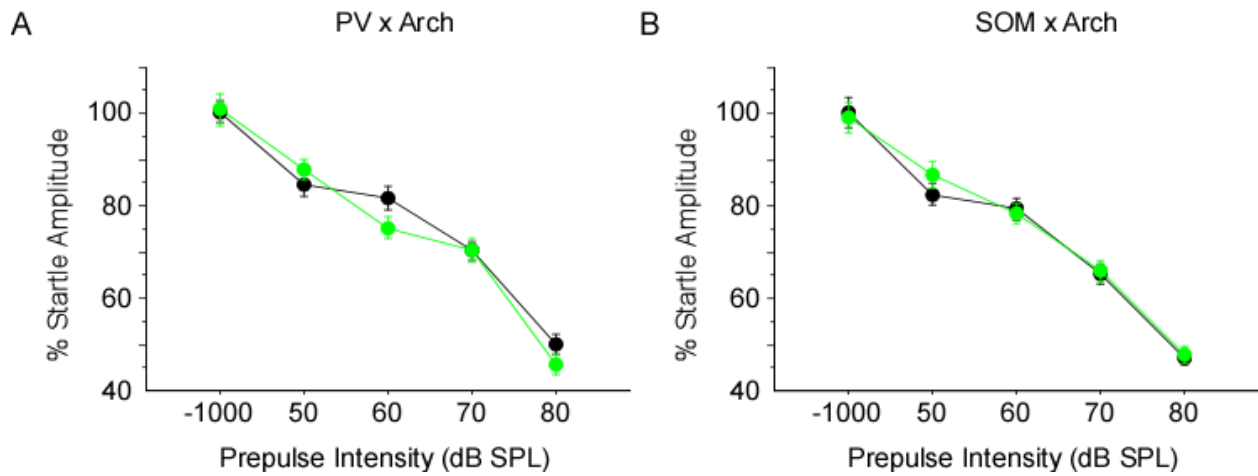 A
PV x Arch
% Startle Amplitude
100
80
60
40
-1000 50 60 70 80
Prepulse Intensity (dB SPL)
B
SOM x Arch
% Startle Amplitude
100
80
60
40
-1000 50 60 70 80
Prepulse Intensity (dB SPL)